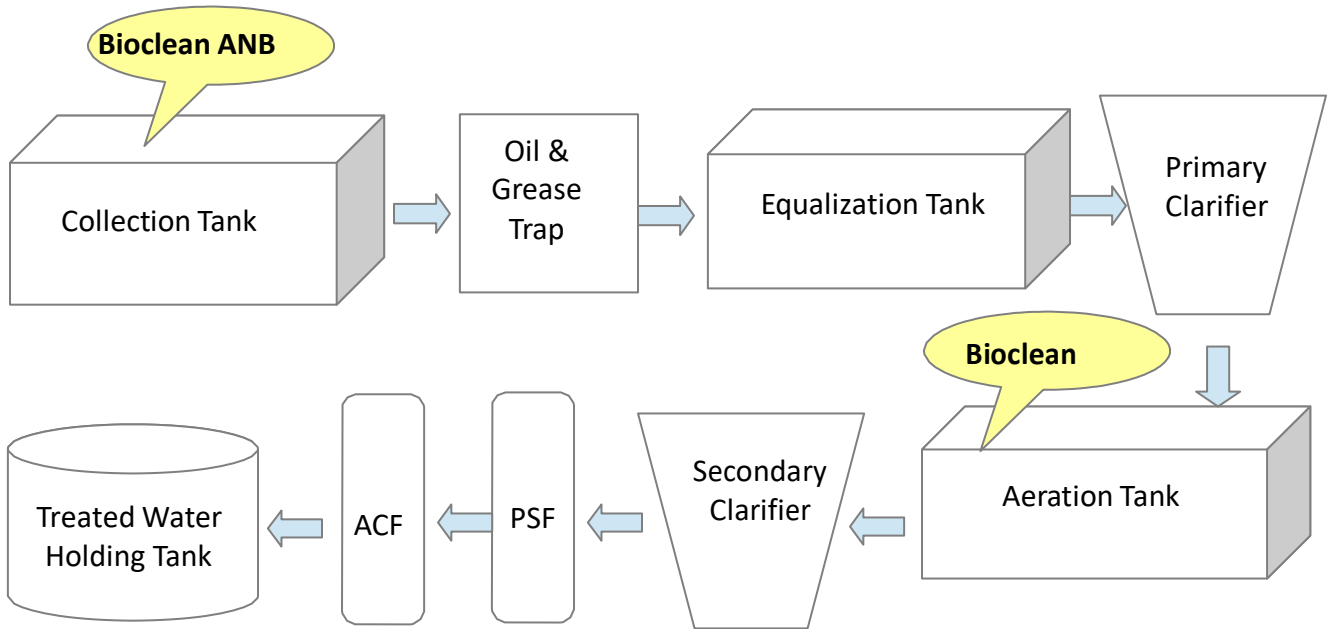 Bioclean ANB
Collection Tank
Oil &
Grease
Trap
Equalization Tank
Primary
Clarifier
Bioclean
Aeration Tank
Secondary
Clarifier
PSF
ACF
Treated Water
Holding Tank